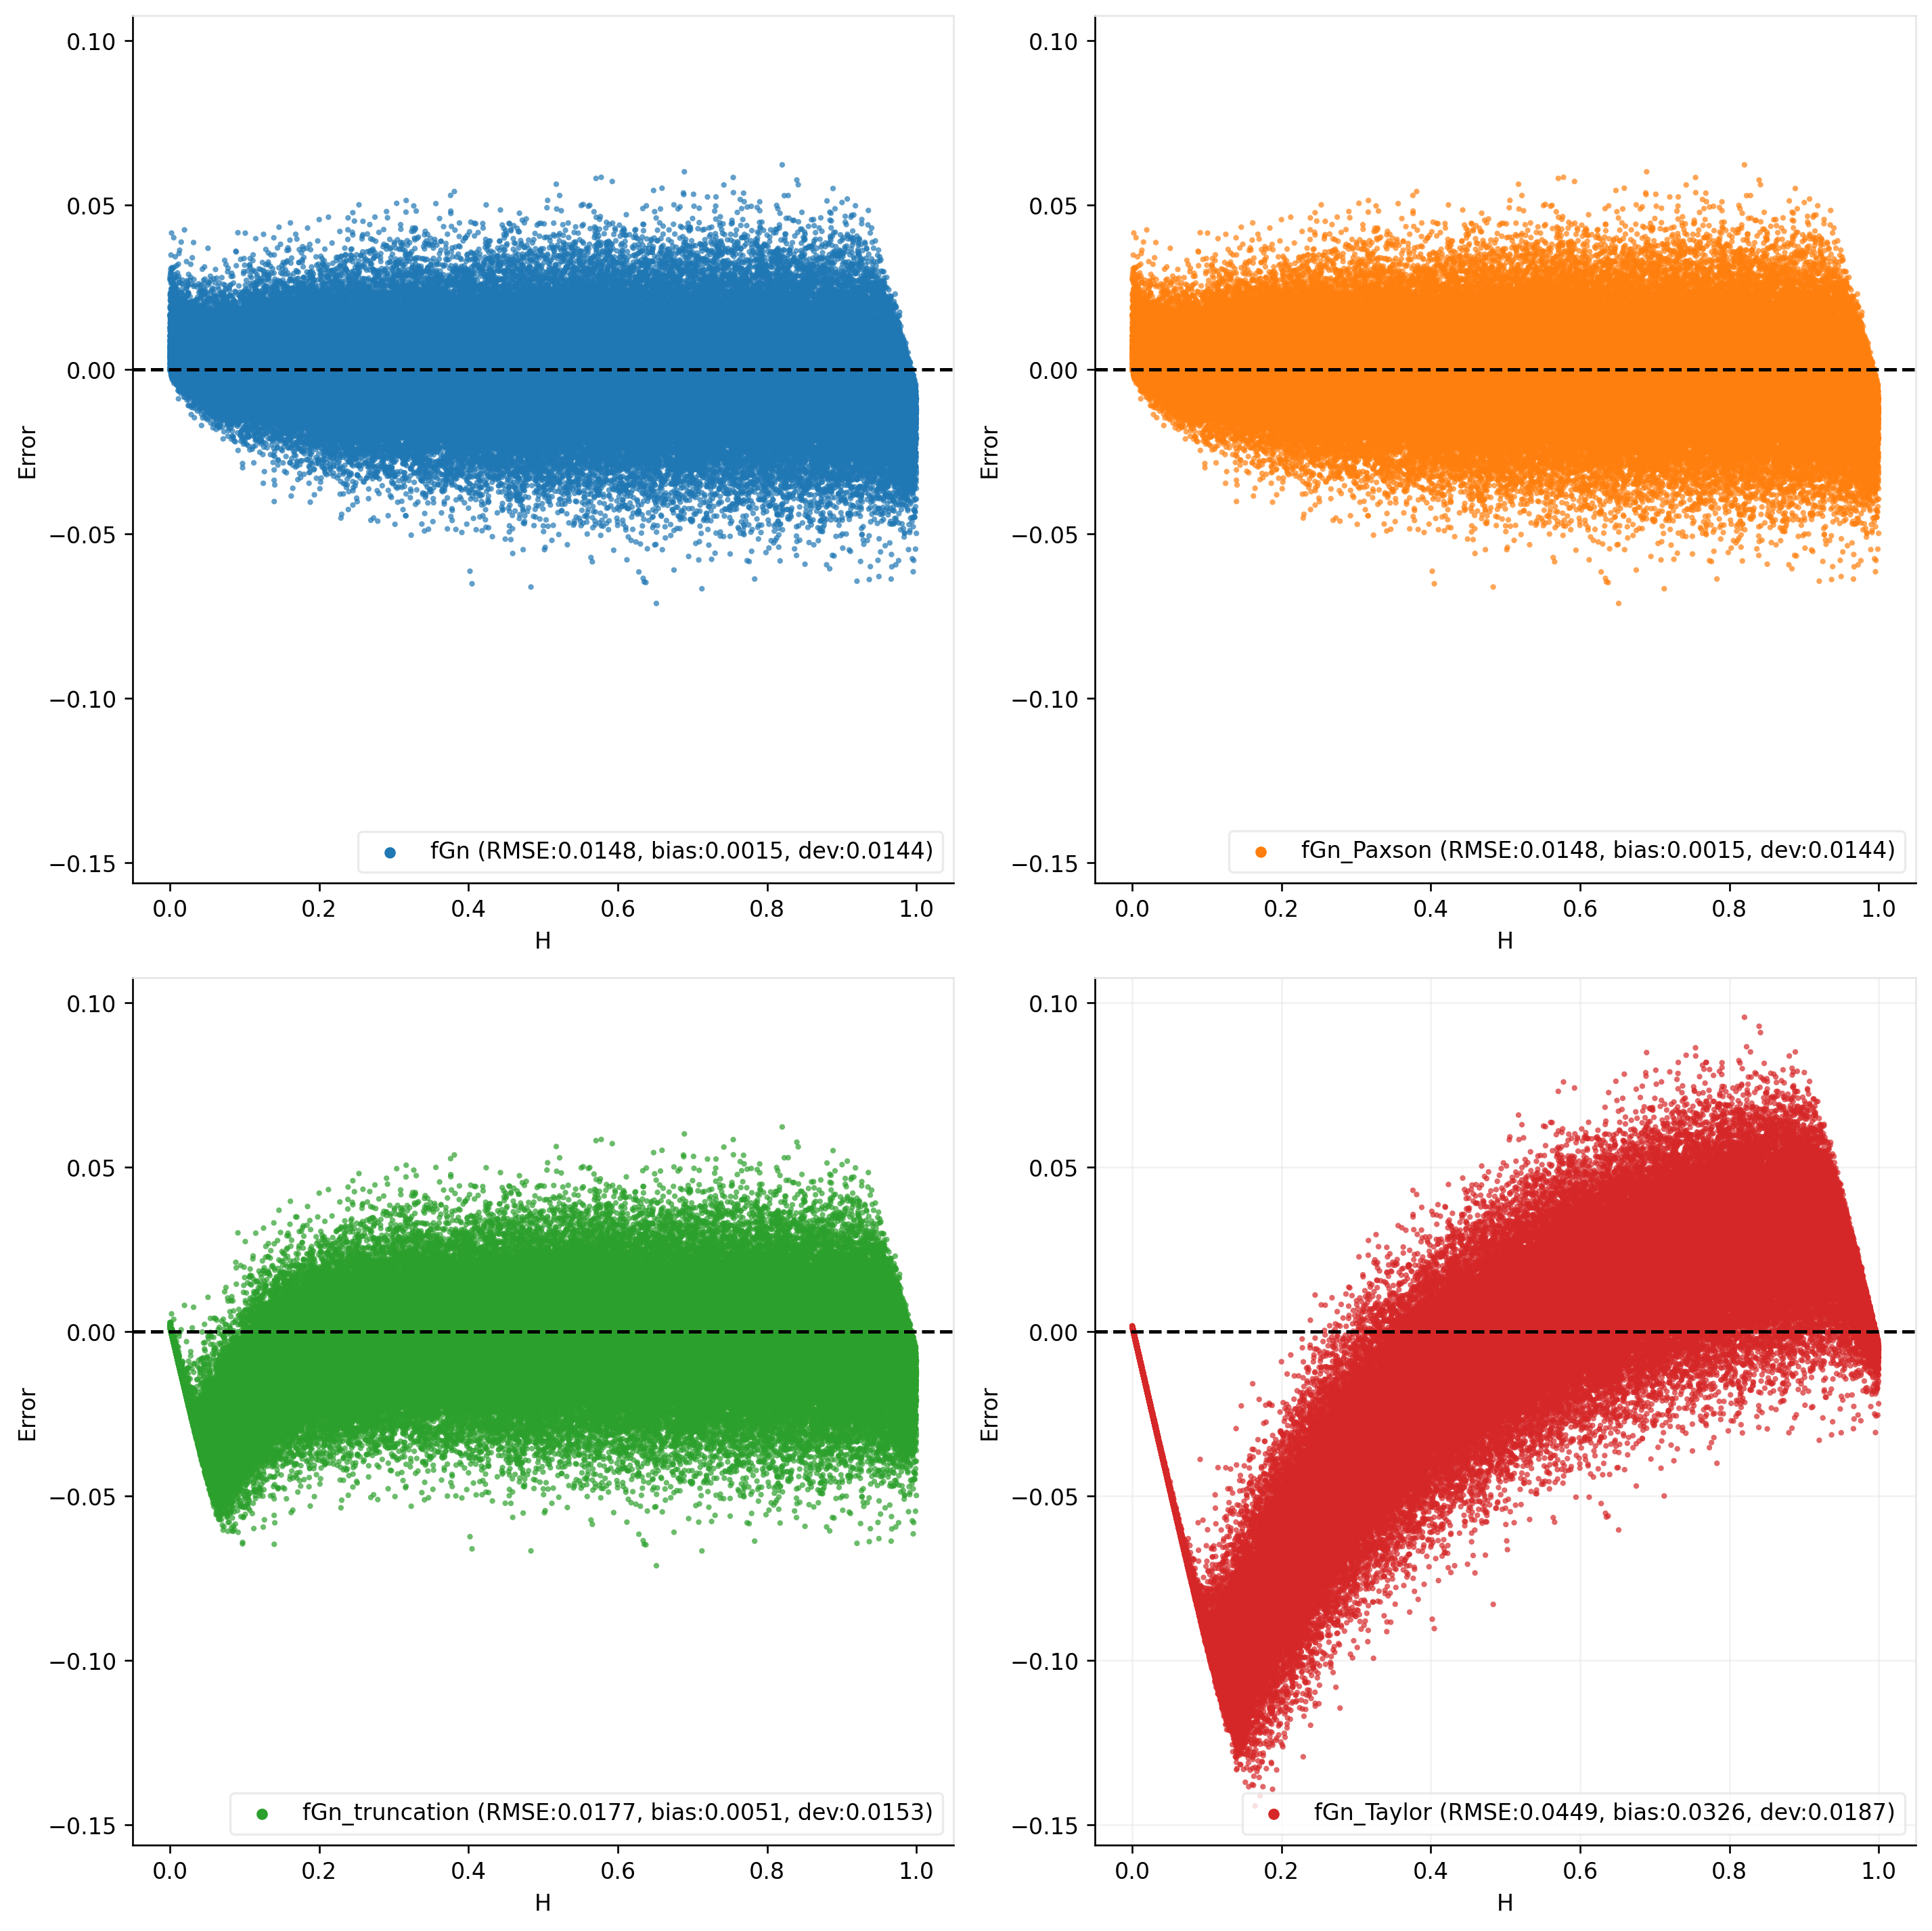 0.10
0.05
0.00
−0.05
−0.10
−0.15
Error
0.0 0.2 0.4 0.6 0.8 1.0
H
fGn (RMSE:0.0148, bias:0.0015, dev:0.0144)
0.10
0.05
0.00
−0.05
−0.10
−0.15
Error
0.0 0.2 0.4 0.6 0.8 1.0
H
fGn_Paxson (RMSE:0.0148, bias:0.0015, dev:0.0144)
0.10
0.05
0.00
−0.05
−0.10
−0.15
Error
0.0 0.2 0.4 0.6 0.8 1.0
H
fGn_truncation (RMSE:0.0177, bias:0.0051, dev:0.0153)
0.10
0.05
0.00
−0.05
−0.10
−0.15
Error
0.0 0.2 0.4 0.6 0.8 1.0
H
fGn_Taylor (RMSE:0.0449, bias:0.0326, dev:0.0187)